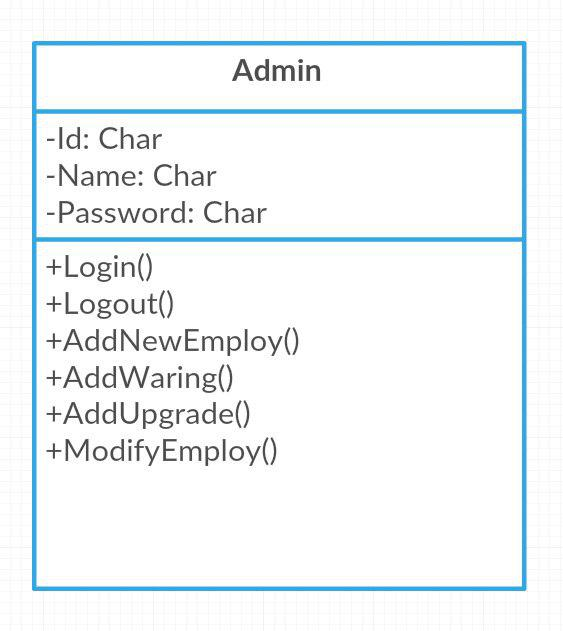 Admin
-Id: Char
-Name: Char
-Password: Char
+Login()
+Logout()
+AddNewEmploy()
+AddWaring()
+AddUpgrade()
+ModifyEmploy()